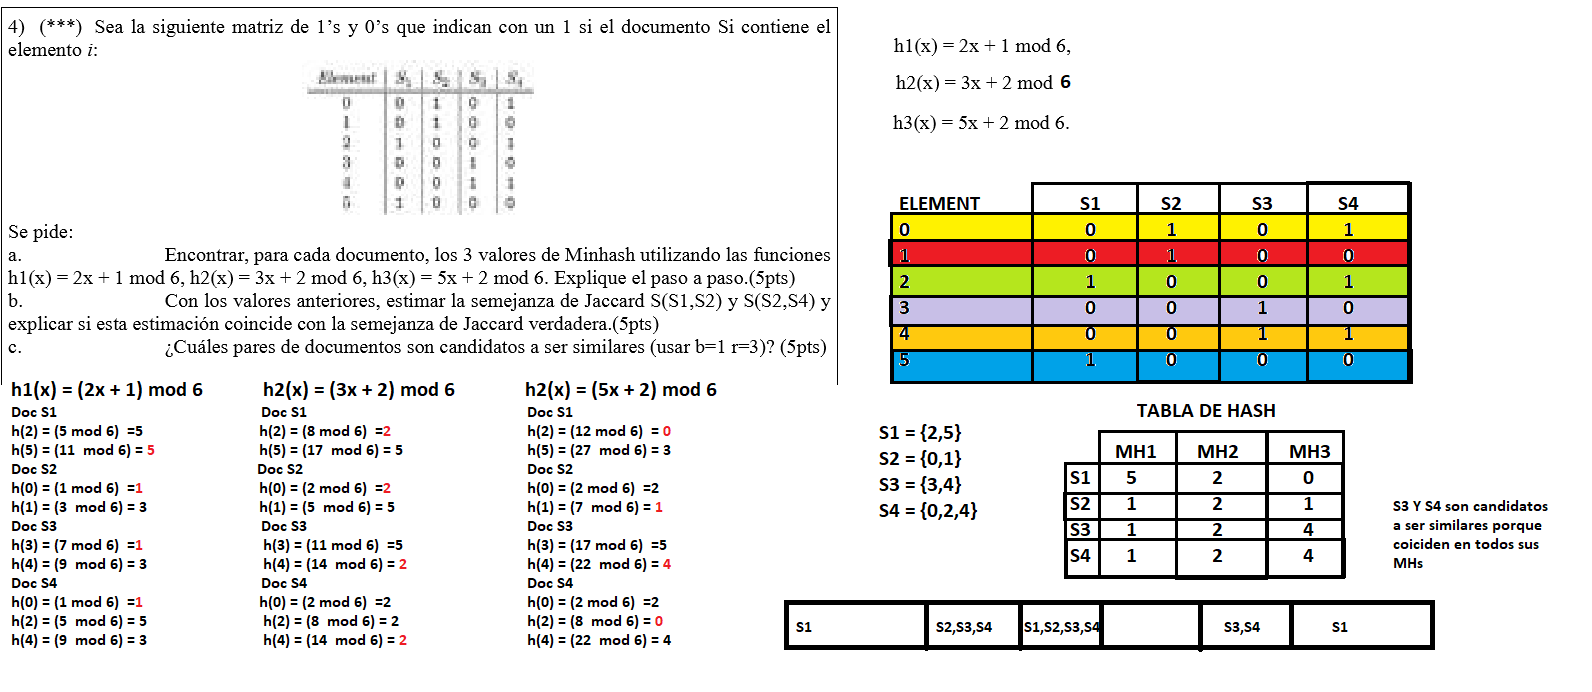 4) (***) Sea la siguiente matriz de 1's y 0's que indican con un 1 si el documento Si contiene el
elemento i:
Element S1 S2 S3 S4
0 0 1 0 1
1 0 1 0 0
2 1 0 0 1
3 0 0 1 0
4 0 0 1 1
5 1 0 0 0
Se pide:
a. Encontrar, para cada documento, los 3 valores de Minhash utilizando las funciones
h1(x) = 2x + 1 mod 6, h2(x) = 3x + 2 mod 6, h3(x) = 5x + 2 mod 6. Explique el paso a paso.(5pts)
b. Con los valores anteriores, estimar la semejanza de Jaccard S(S1,S2) y S(S2,S4) y
explicar si esta estimación coincide con la semejanza de Jaccard verdadera.(5pts)
c. ¿Cuáles pares de documentos son candidatos a ser similares (usar b=1 r=3)? (5pts)
h1(x) = (2x + 1) mod 6
Doc S1
h(2) = (5 mod 6) =5
h(5) = (11 mod 6) = 5
Doc S2
h(0) = (1 mod 6) =1
h(1) = (3 mod 6) = 3
Doc S3
h(3) = (7 mod 6) =1
h(4) = (9 mod 6) = 3
Doc S4
h(0) = (1 mod 6) =1
h(2) = (5 mod 6) = 5
h(4) = (9 mod 6) = 3
h2(x) = (3x + 2) mod 6
Doc S1
h(2) = (8 mod 6) =2
h(5) = (17 mod 6) = 5
Doc S2
h(0) = (2 mod 6) =2
h(1) = (5 mod 6) = 5
Doc S3
h(3) = (11 mod 6) =5
h(4) = (14 mod 6) = 2
Doc S4
h(0) = (2 mod 6) =2
h(2) = (8 mod 6) = 2
h(4) = (14 mod 6) = 2
h2(x) = (5x + 2) mod 6
Doc S1
h(2) = (12 mod 6) = 0
h(5) = (27 mod 6) = 3
Doc S2
h(0) = (2 mod 6) =2
h(1) = (7 mod 6) = 1
Doc S3
h(3) = (17 mod 6) =5
h(4) = (22 mod 6) = 4
Doc S4
h(0) = (2 mod 6) =2
h(2) = (8 mod 6) = 0
h(4) = (22 mod 6) = 4
h1(x) = 2x + 1 mod 6,
h2(x) = 3x + 2 mod 6
h3(x) = 5x + 2 mod 6.
ELEMENT S1 S2 S3 S4
0 0 1 0 1
1 0 1 0 0
2 1 0 0 1
3 0 0 1 0
4 0 0 1 1
5 1 0 0 0
S1 = {2,5}
S2 = {0,1}
S3 = {3,4}
S4 = {0,2,4}
TABLA DE HASH
MH1 MH2 MH3
S1 5 2 0
S2 1 2 1
S3 1 2 4
S4 1 2 4
S3 Y S4 son candidatos
a ser similares porque
coiciden en todos sus
MHs
S1 S2,S3,S4 S1,S2,S3,S4 S3,S4 S1